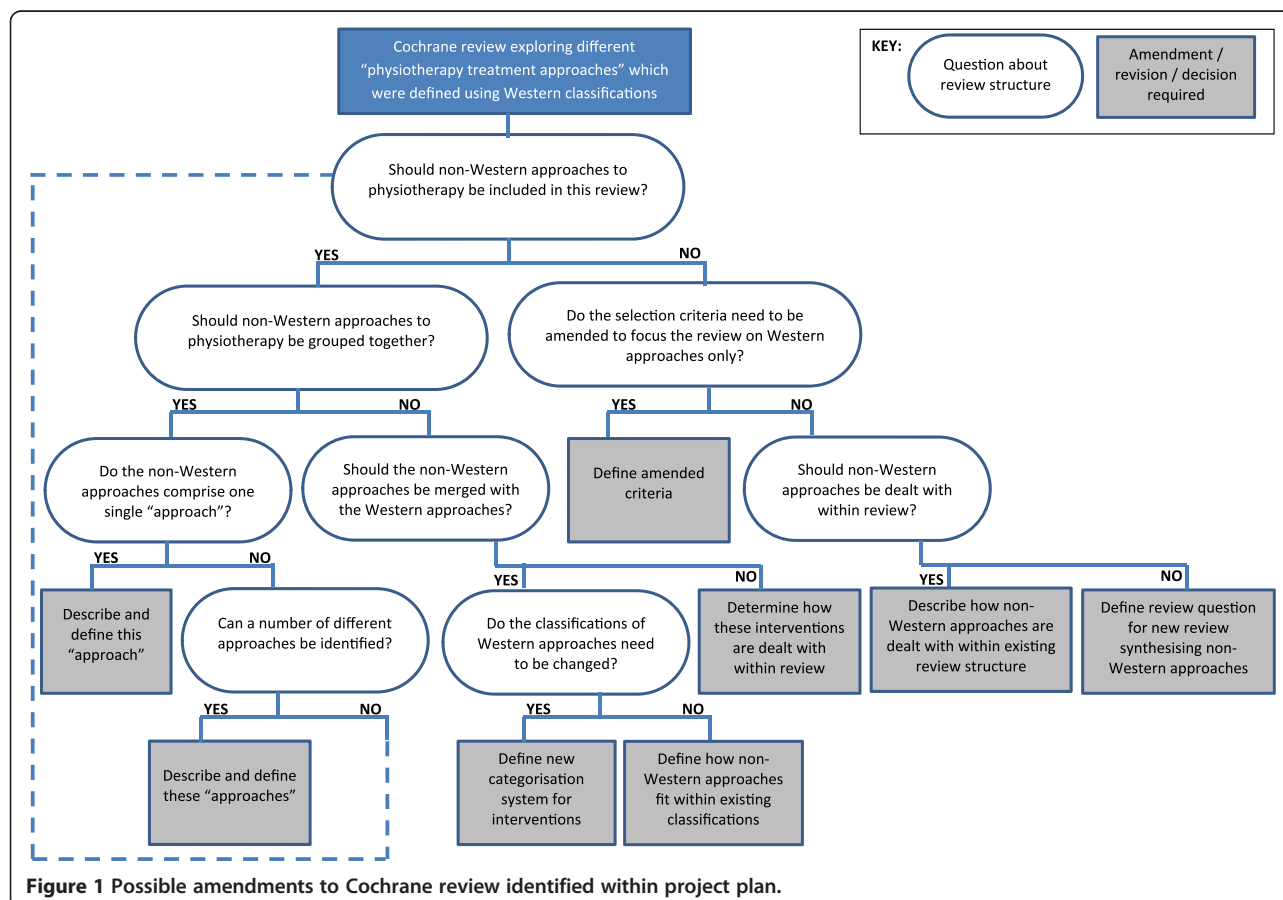 Cochrane review exploring different
“physiotherapy treatment approaches” which
were defined using Western classifications
KEY:
Question about
review structure
Amendment /
revision / decision
required
Should non-Western approaches to
physiotherapy be included in this review?
YES
NO
Should non-Western approaches to
physiotherapy be grouped together?
Do the selection criteria need to be
amended to focus the review on Western
approaches only?
YES
NO
YES
NO
Do the non-Western
approaches comprise one
single “approach”?
Should the non-Western
approaches be merged with
the Western approaches?
Define amended
criteria
Should non-Western
approaches be dealt with
within review?
YES
NO
YES
NO
YES
NO
Describe and
define this
“approach”
Can a number of different
approaches be identified?
Do the classifications of
Western approaches need
to be changed?
Determine how
these interventions
are dealt with
within review
Describe how non-
Western approaches are
dealt with within existing
review structure
Define review question
for new review
synthesising non-
Western approaches
YES
NO
YES
NO
Describe and define
these “approaches”
Define new
categorisation
system for
interventions
Define how non-
Western approaches
fit within existing
classifications
Figure 1 Possible amendments to Cochrane review identified within project plan.